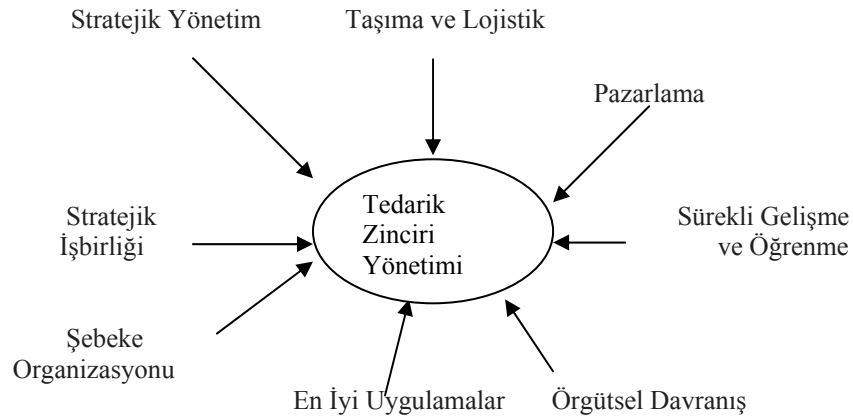 Stratejik Yönetim
Taşıma ve Lojistik
Pazarlama
Tedarik
Zinciri
Yönetimi
Stratejik
İşbirliği
Sürekli Gelişme
ve Öğrenme
Şebeke
Organizasyonu
En İyi Uygulamalar
Örgütsel Davranış